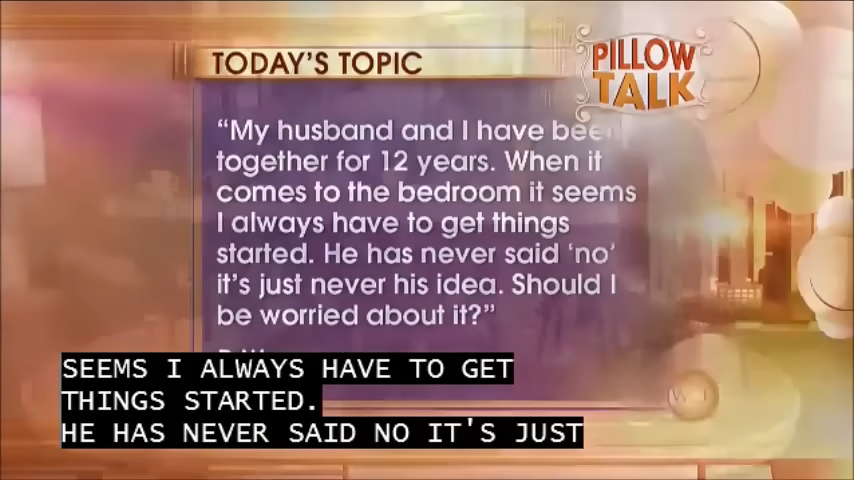 TODAY'S TOPIC
PILLOW
TALK
"My husband and I have been
together for 12 years. When it
comes to the bedroom it seems
I always have to get things
started. He has never said 'no'
it's just never his idea. Should I
be worried about it?"
SEEMS I ALWAYS HAVE TO GET
THINGS STARTED.
HE HAS NEVER SAID NO IT'S JUST